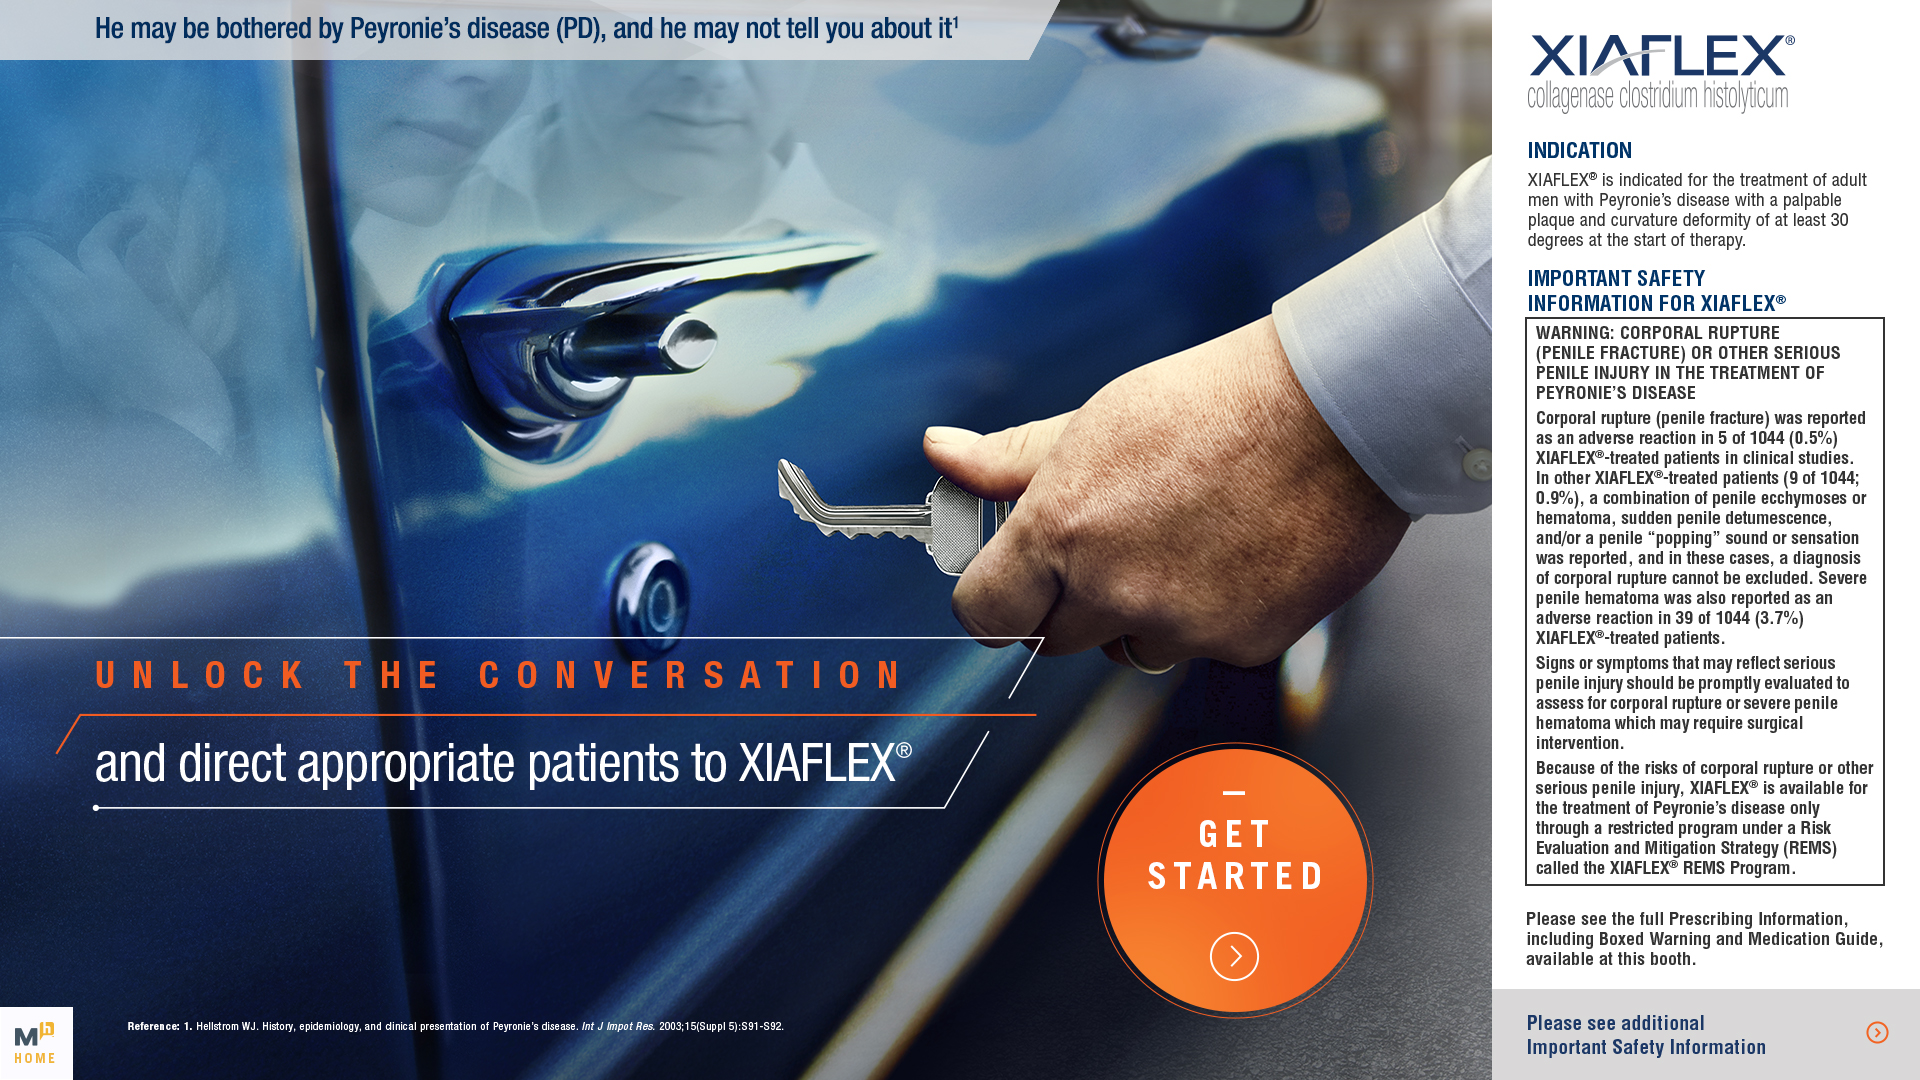 He may be bothered by Peyronie's disease (PD), and he may not tell you about it¹
UNLOCK THE CONVERSATION
and direct appropriate patients to XIAFLEX®
GET
STARTED
Reference: 1. Hellstrom WJ. History, epidemiology, and clinical presentation of Peyronie's disease. Int J Impot Res. 2003;15(Suppl 5):S91-S92.
Mh
HOME
XIAFLEX®
collagenase clostridium histolyticum
INDICATION
XIAFLEX® is indicated for the treatment of adult
men with Peyronie's disease with a palpable
plaque and curvature deformity of at least 30
degrees at the start of therapy.
IMPORTANT SAFETY
INFORMATION FOR XIAFLEX®
WARNING: CORPORAL RUPTURE
(PENILE FRACTURE) OR OTHER SERIOUS
PENILE INJURY IN THE TREATMENT OF
PEYRONIE'S DISEASE
Corporal rupture (penile fracture) was reported
as an adverse reaction in 5 of 1044 (0.5%)
XIAFLEX®-treated patients in clinical studies.
In other XIAFLEX®-treated patients (9 of 1044;
0.9%), a combination of penile ecchymoses or
hematoma, sudden penile detumescence,
and/or a penile “popping” sound or sensation
was reported, and in these cases, a diagnosis
of corporal rupture cannot be excluded. Severe
penile hematoma was also reported as an
adverse reaction in 39 of 1044 (3.7%)
XIAFLEX®-treated patients.
Signs or symptoms that may reflect serious
penile injury should be promptly evaluated to
assess for corporal rupture or severe penile
hematoma which may require surgical
intervention.
Because of the risks of corporal rupture or other
serious penile injury, XIAFLEX® is available for
the treatment of Peyronie's disease only
through a restricted program under a Risk
Evaluation and Mitigation Strategy (REMS)
called the XIAFLEX® REMS Program.
Please see the full Prescribing Information,
including Boxed Warning and Medication Guide,
available at this booth.
Please see additional
Important Safety Information